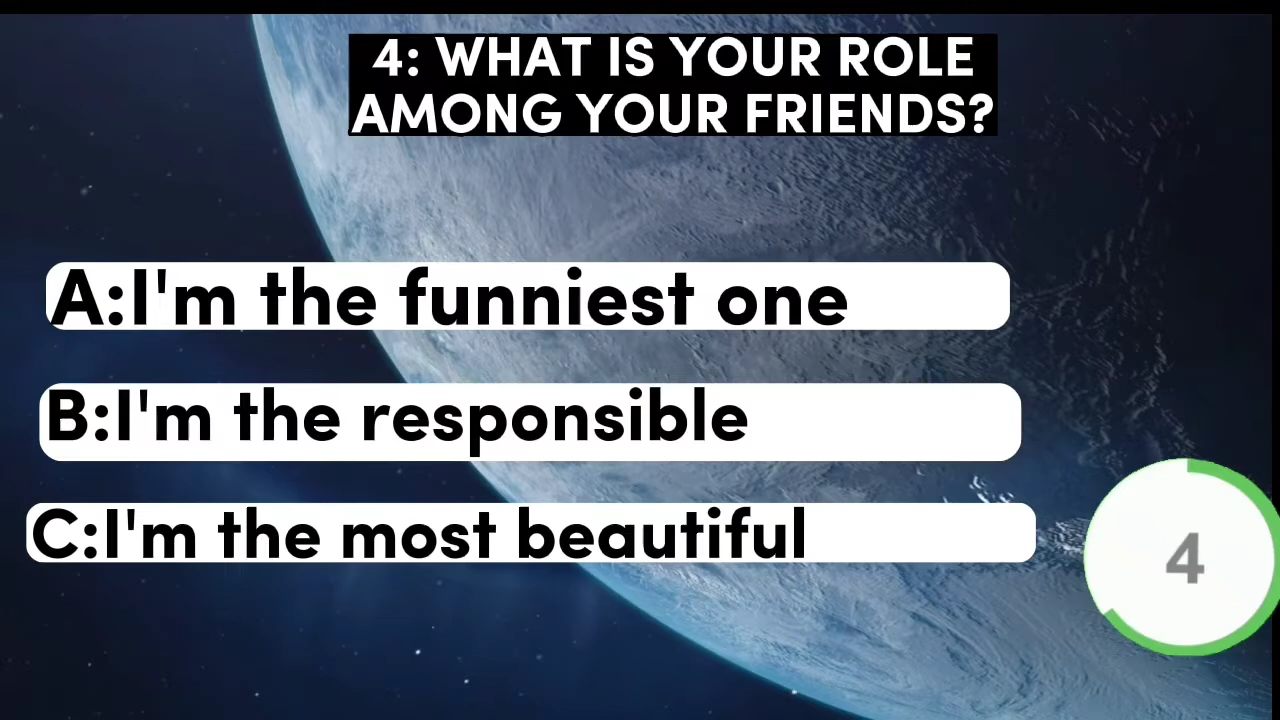 4: WHAT IS YOUR ROLE
AMONG YOUR FRIENDS?
A:I'm the funniest one
B:I'm the responsible
C:I'm the most beautiful
4